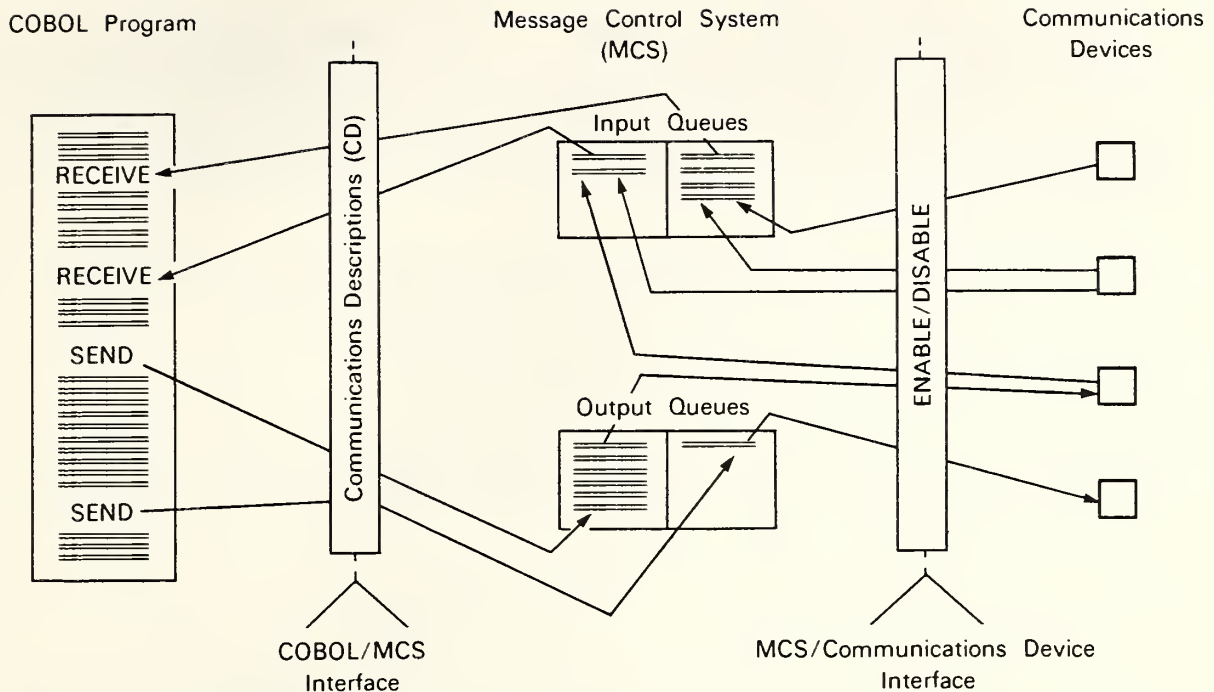 COBOL Program
Message Control System
(MCS)
Communications
Devices
RECEIVE
RECEIVE
SEND
SEND
Communications Descriptions (CD)
Input Queues
Output Queues
ENABLE/DISABLE
COBOL/MCS
Interface
MCS/Communications Device
Interface